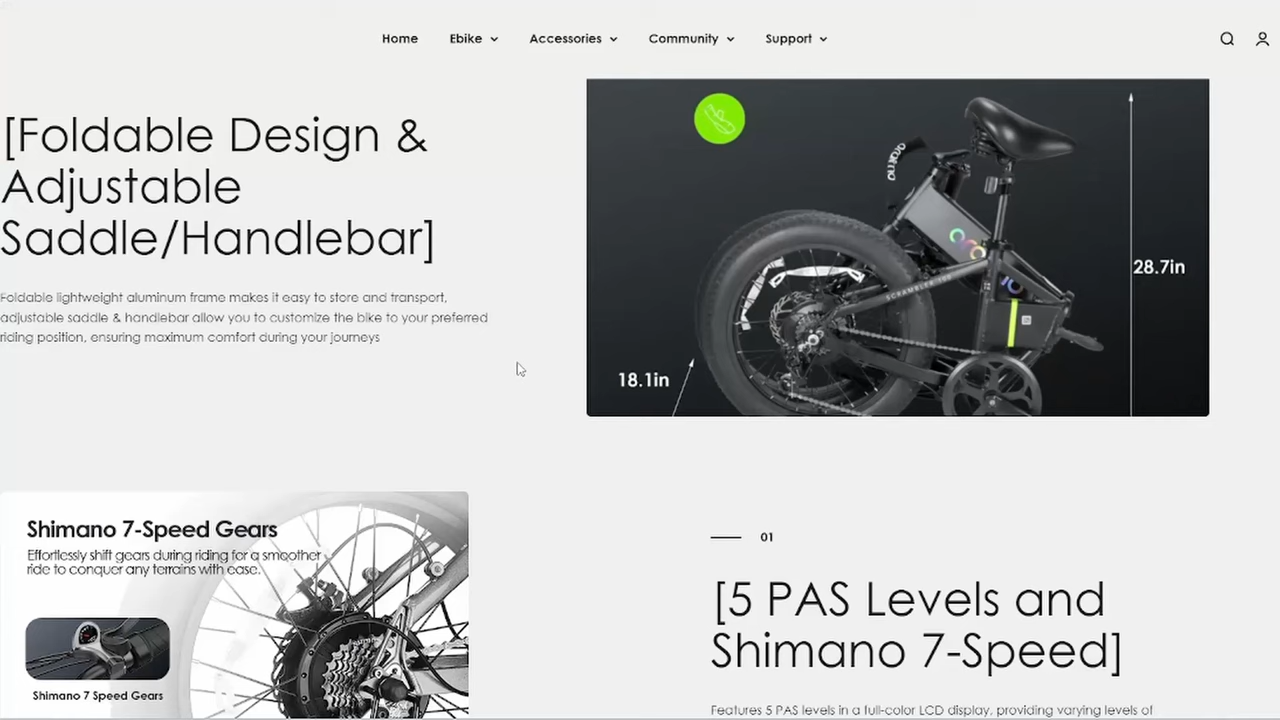 Home Ebike Accessories Community Support
[Foldable Design &
Adjustable
Saddle/Handlebar]
Foldable lightweight aluminum frame makes it easy to store and transport,
adjustable saddle & handlebar allow you to customize the bike to your preferred
riding position, ensuring maximum comfort during your journeys
28.7in
SCRAMBLER
18.1in
Shimano 7-Speed Gears
Effortlessly shift gears during riding for a smoother
ride to conquer any terrains with ease.
Shimano 7 Speed Gears
01
[5 PAS Levels and
Shimano 7-Speed]
Features 5 PAS levels in a full-color LCD display, providing varying levels of